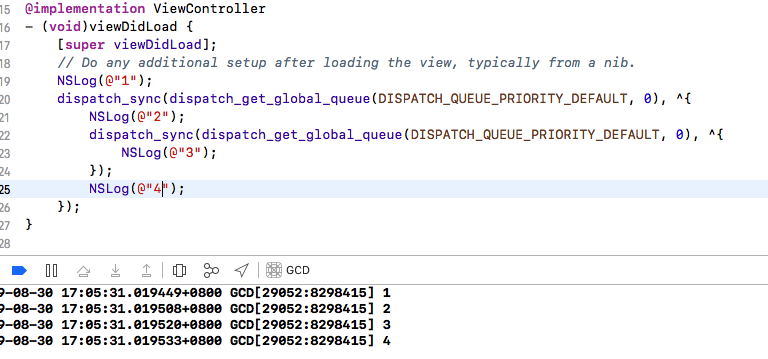 15 @implementation ViewController
16 - (void)viewDidLoad {
17 [super viewDidLoad];
18 // Do any additional setup after loading the view, typically from a nib.
19 NSLog(@"1");
20 dispatch_sync(dispatch_get_global_queue(DISPATCH_QUEUE_PRIORITY_DEFAULT, 0), ^{
21 NSLog(@"2");
22 dispatch_sync(dispatch_get_global_queue(DISPATCH_QUEUE_PRIORITY_DEFAULT, 0), ^{
23 NSLog(@"3");
24 });
25 NSLog(@"4");
26 });
27 }
28
GCD
9-08-30 17:05:31.019449+0800 GCD[29052:8298415] 1
9-08-30 17:05:31.019508+0800 GCD[29052:8298415] 2
9-08-30 17:05:31.019520+0800 GCD[29052:8298415] 3
9-08-30 17:05:31.019533+0800 GCD[29052:8298415] 4